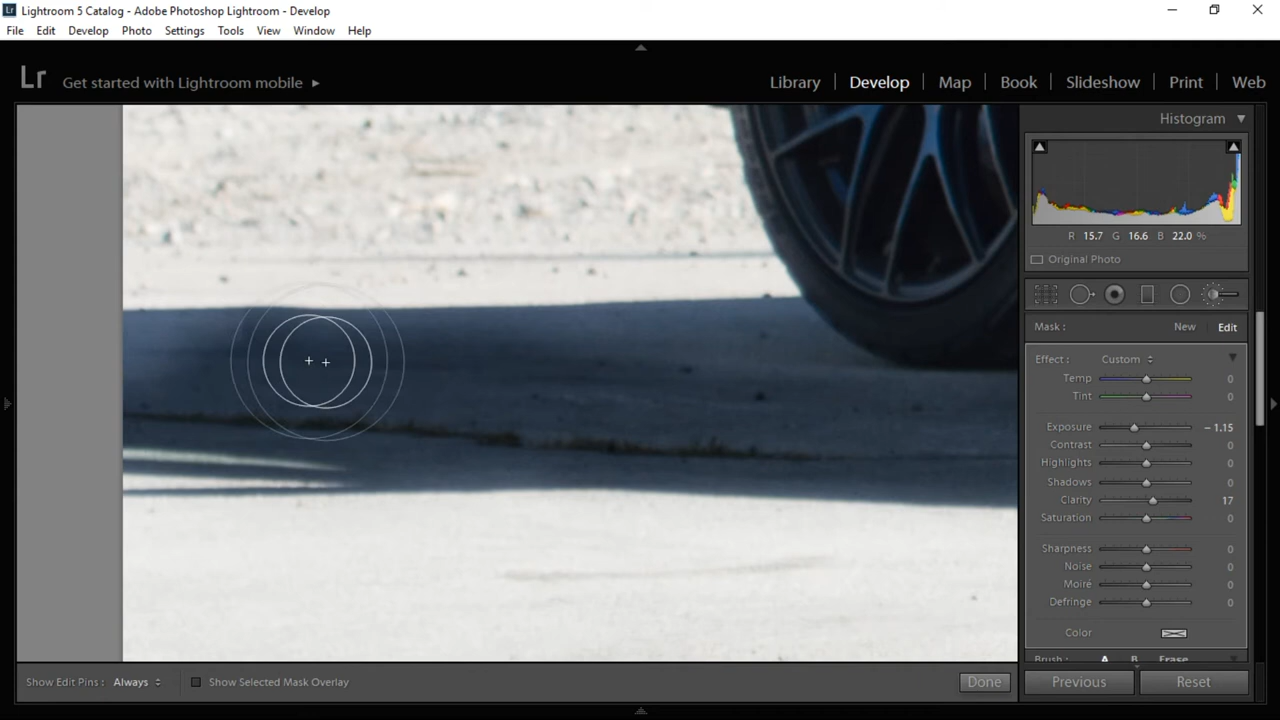 Lr Lightroom 5 Catalog - Adobe Photoshop Lightroom - Develop
File Edit Develop Photo Settings Tools View Window Help
Lr Get started with Lightroom mobile ▸ Library Develop Map Book Slideshow Print Web
Histogram
R 15.7 G 16.6 B 22.0 %
Original Photo
Mask : New Edit
Effect : Custom
Temp 0
Tint 0
Exposure – 1.15
Contrast 0
Highlights 0
Shadows 0
Clarity 17
Saturation 0
Sharpness 0
Noise 0
Moiré 0
Defringe 0
Color
Brush : A B Erase
Show Edit Pins : Always Show Selected Mask Overlay Done Previous Reset